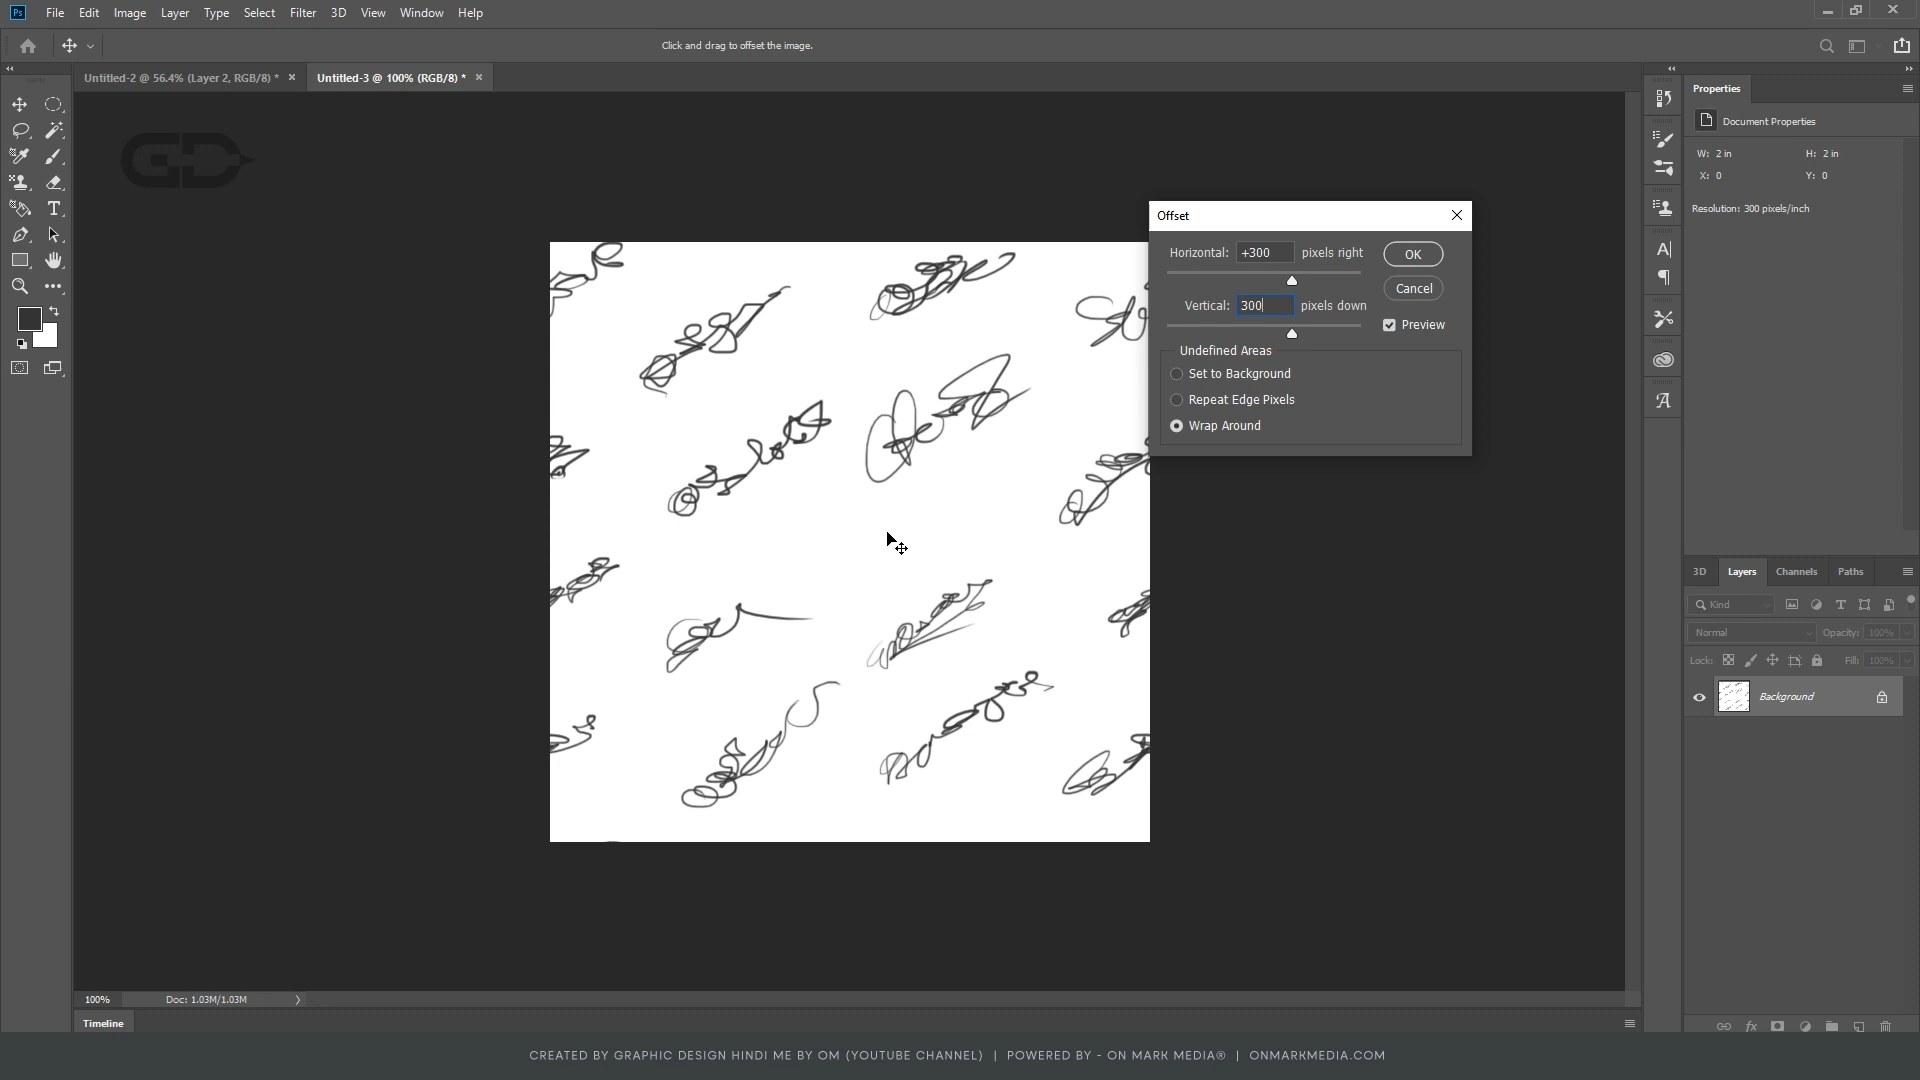 Ps File Edit Image Layer Type Select Filter 3D View Window Help
Click and drag to offset the image.
Untitled-2 @ 56.4% (Layer 2, RGB/8) * Untitled-3 @ 100% (RGB/8) *
GD
Properties
Document Properties
W: 2 in H: 2 in
X: 0 Y: 0
Resolution: 300 pixels/inch
Offset
Horizontal: +300 pixels right OK
Cancel
Vertical: 300 pixels down
Preview
Undefined Areas
Set to Background
Repeat Edge Pixels
Wrap Around
3D Layers Channels Paths
Kind
Normal Opacity: 100%
Lock: Fill: 100%
Background
100% Doc: 1.03M/1.03M
Timeline
CREATED BY GRAPHIC DESIGN HINDI ME BY OM (YOUTUBE CHANNEL) | POWERED BY - ON MARK MEDIA® | ONMARKMEDIA.COM